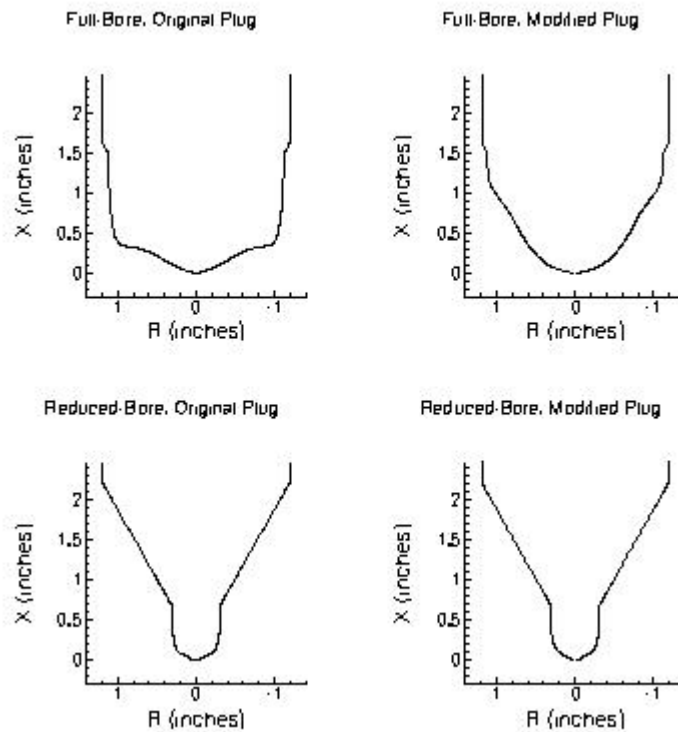 Full-Bore, Original Plug
Full-Bore, Modified Plug
2
1.5
1
0.5
0
X (inches)
1 0 -1
R (inches)
2
1.5
1
0.5
0
X (inches)
1 0 -1
R (inches)
Reduced-Bore, Original Plug
Reduced-Bore, Modified Plug
2
1.5
1
0.5
0
X (inches)
1 0 -1
R (inches)
2
1.5
1
0.5
0
X (inches)
1 0 -1
R (inches)